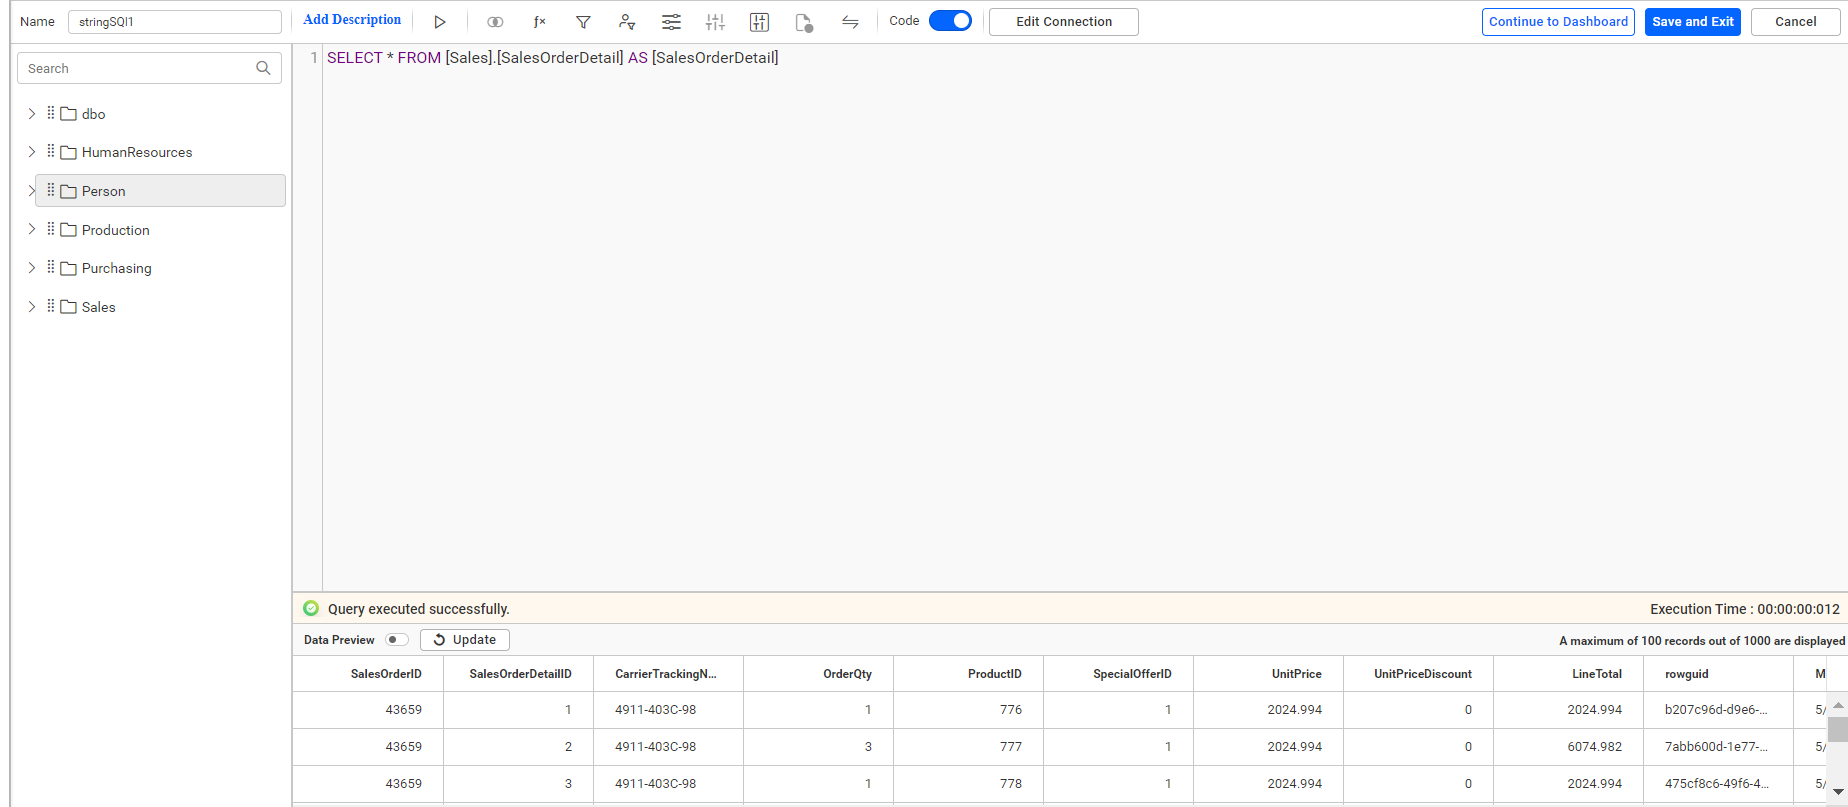 Name stringSQl1 Add Description ƒx Code Edit Connection Continue to Dashboard Save and Exit Cancel
Search
dbo
HumanResources
Person
Production
Purchasing
Sales
1 SELECT * FROM [Sales].[SalesOrderDetail] AS [SalesOrderDetail]
Query executed successfully. Execution Time : 00:00:00:012
Data Preview Update A maximum of 100 records out of 1000 are displayed
SalesOrderID SalesOrderDetailID CarrierTrackingN... OrderQty ProductID SpecialOfferID UnitPrice UnitPriceDiscount LineTotal rowguid M
43659 1 4911-403C-98 1 776 1 2024.994 0 2024.994 b207c96d-d9e6-... 5/
43659 2 4911-403C-98 3 777 1 2024.994 0 6074.982 7abb600d-1e77-... 5/
43659 3 4911-403C-98 1 778 1 2024.994 0 2024.994 475cf8c6-49f6-4... 5/